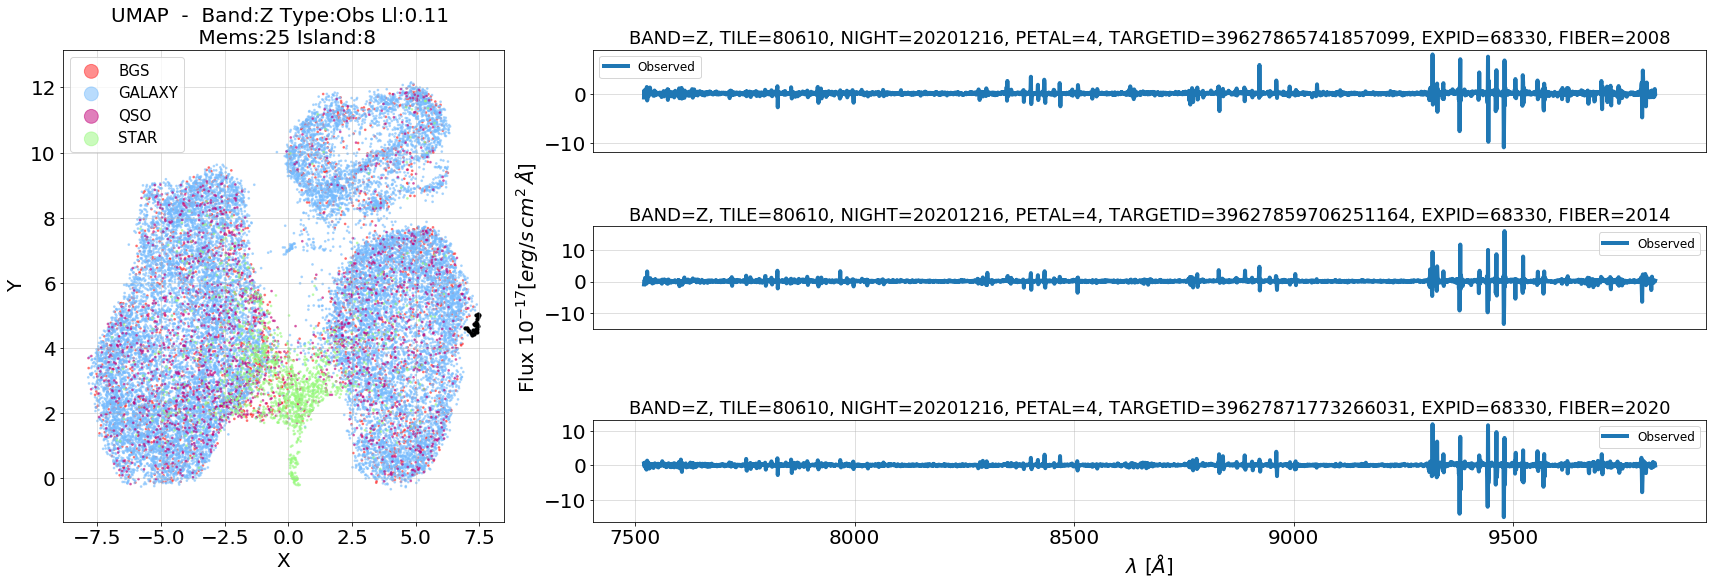 UMAP  -  Band:Z Type:Obs Ll:0.11
Mems:25 Island:8
BGS
GALAXY
QSO
STAR
12
10
8
6
4
2
0
Y
−7.5 −5.0 −2.5 0.0 2.5 5.0 7.5
X
Flux 10^{−17}[erg/s cm^2 Å]
BAND=Z, TILE=80610, NIGHT=20201216, PETAL=4, TARGETID=39627865741857099, EXPID=68330, FIBER=2008
Observed
0
−10
BAND=Z, TILE=80610, NIGHT=20201216, PETAL=4, TARGETID=39627859706251164, EXPID=68330, FIBER=2014
Observed
10
0
−10
BAND=Z, TILE=80610, NIGHT=20201216, PETAL=4, TARGETID=39627871773266031, EXPID=68330, FIBER=2020
Observed
10
0
−10
7500 8000 8500 9000 9500
λ [Å]